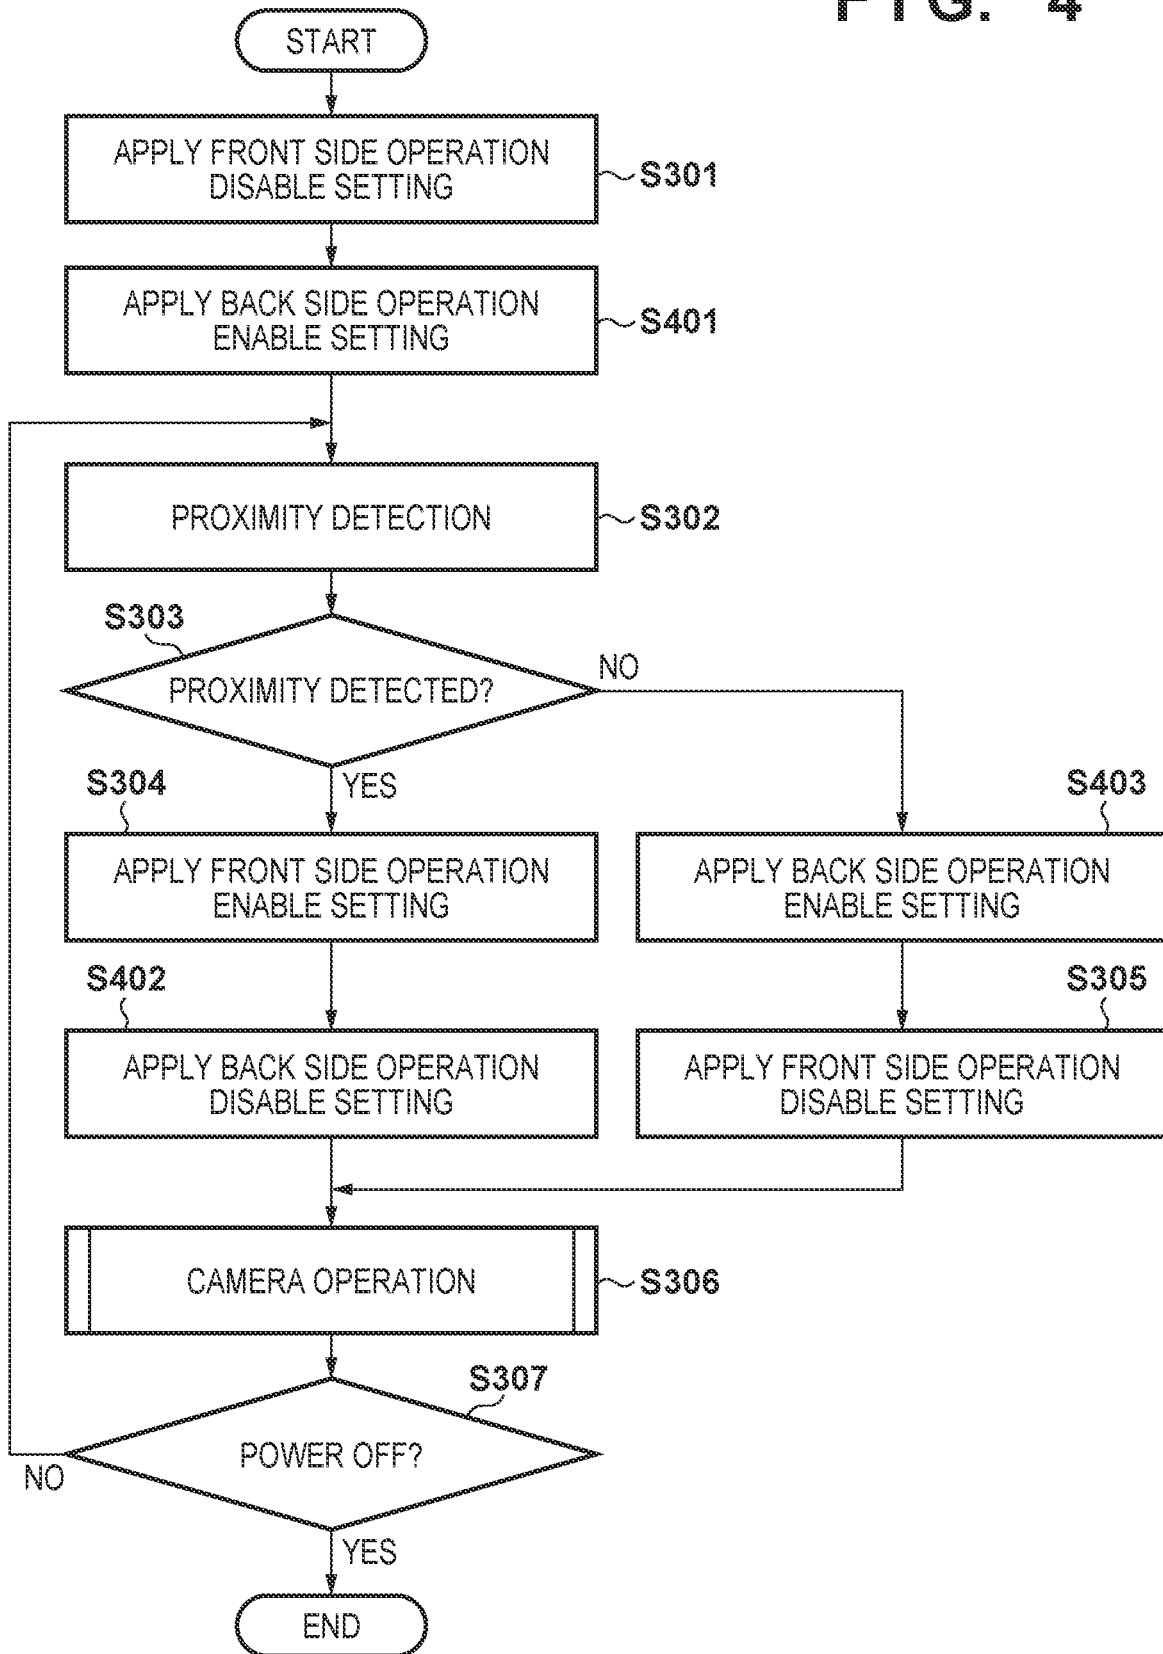 FIG. 4
START
APPLY FRONT SIDE OPERATION
DISABLE SETTING
S301
APPLY BACK SIDE OPERATION
ENABLE SETTING
S401
PROXIMITY DETECTION
S302
S303
PROXIMITY DETECTED?
NO
YES
S304
APPLY FRONT SIDE OPERATION
ENABLE SETTING
S403
APPLY BACK SIDE OPERATION
ENABLE SETTING
S402
APPLY BACK SIDE OPERATION
DISABLE SETTING
S305
APPLY FRONT SIDE OPERATION
DISABLE SETTING
CAMERA OPERATION
S306
S307
POWER OFF?
NO
YES
END